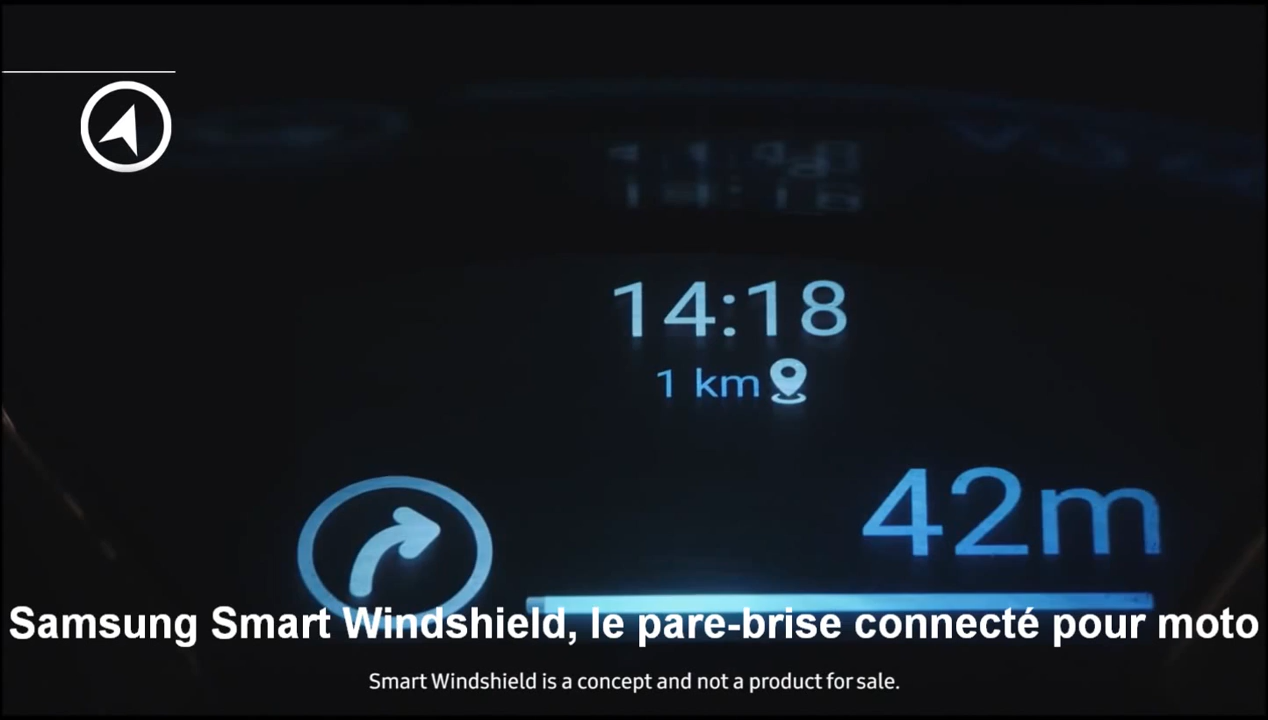 14:18
1 km
42m
Samsung Smart Windshield, le pare-brise connecté pour moto
Smart Windshield is a concept and not a product for sale.